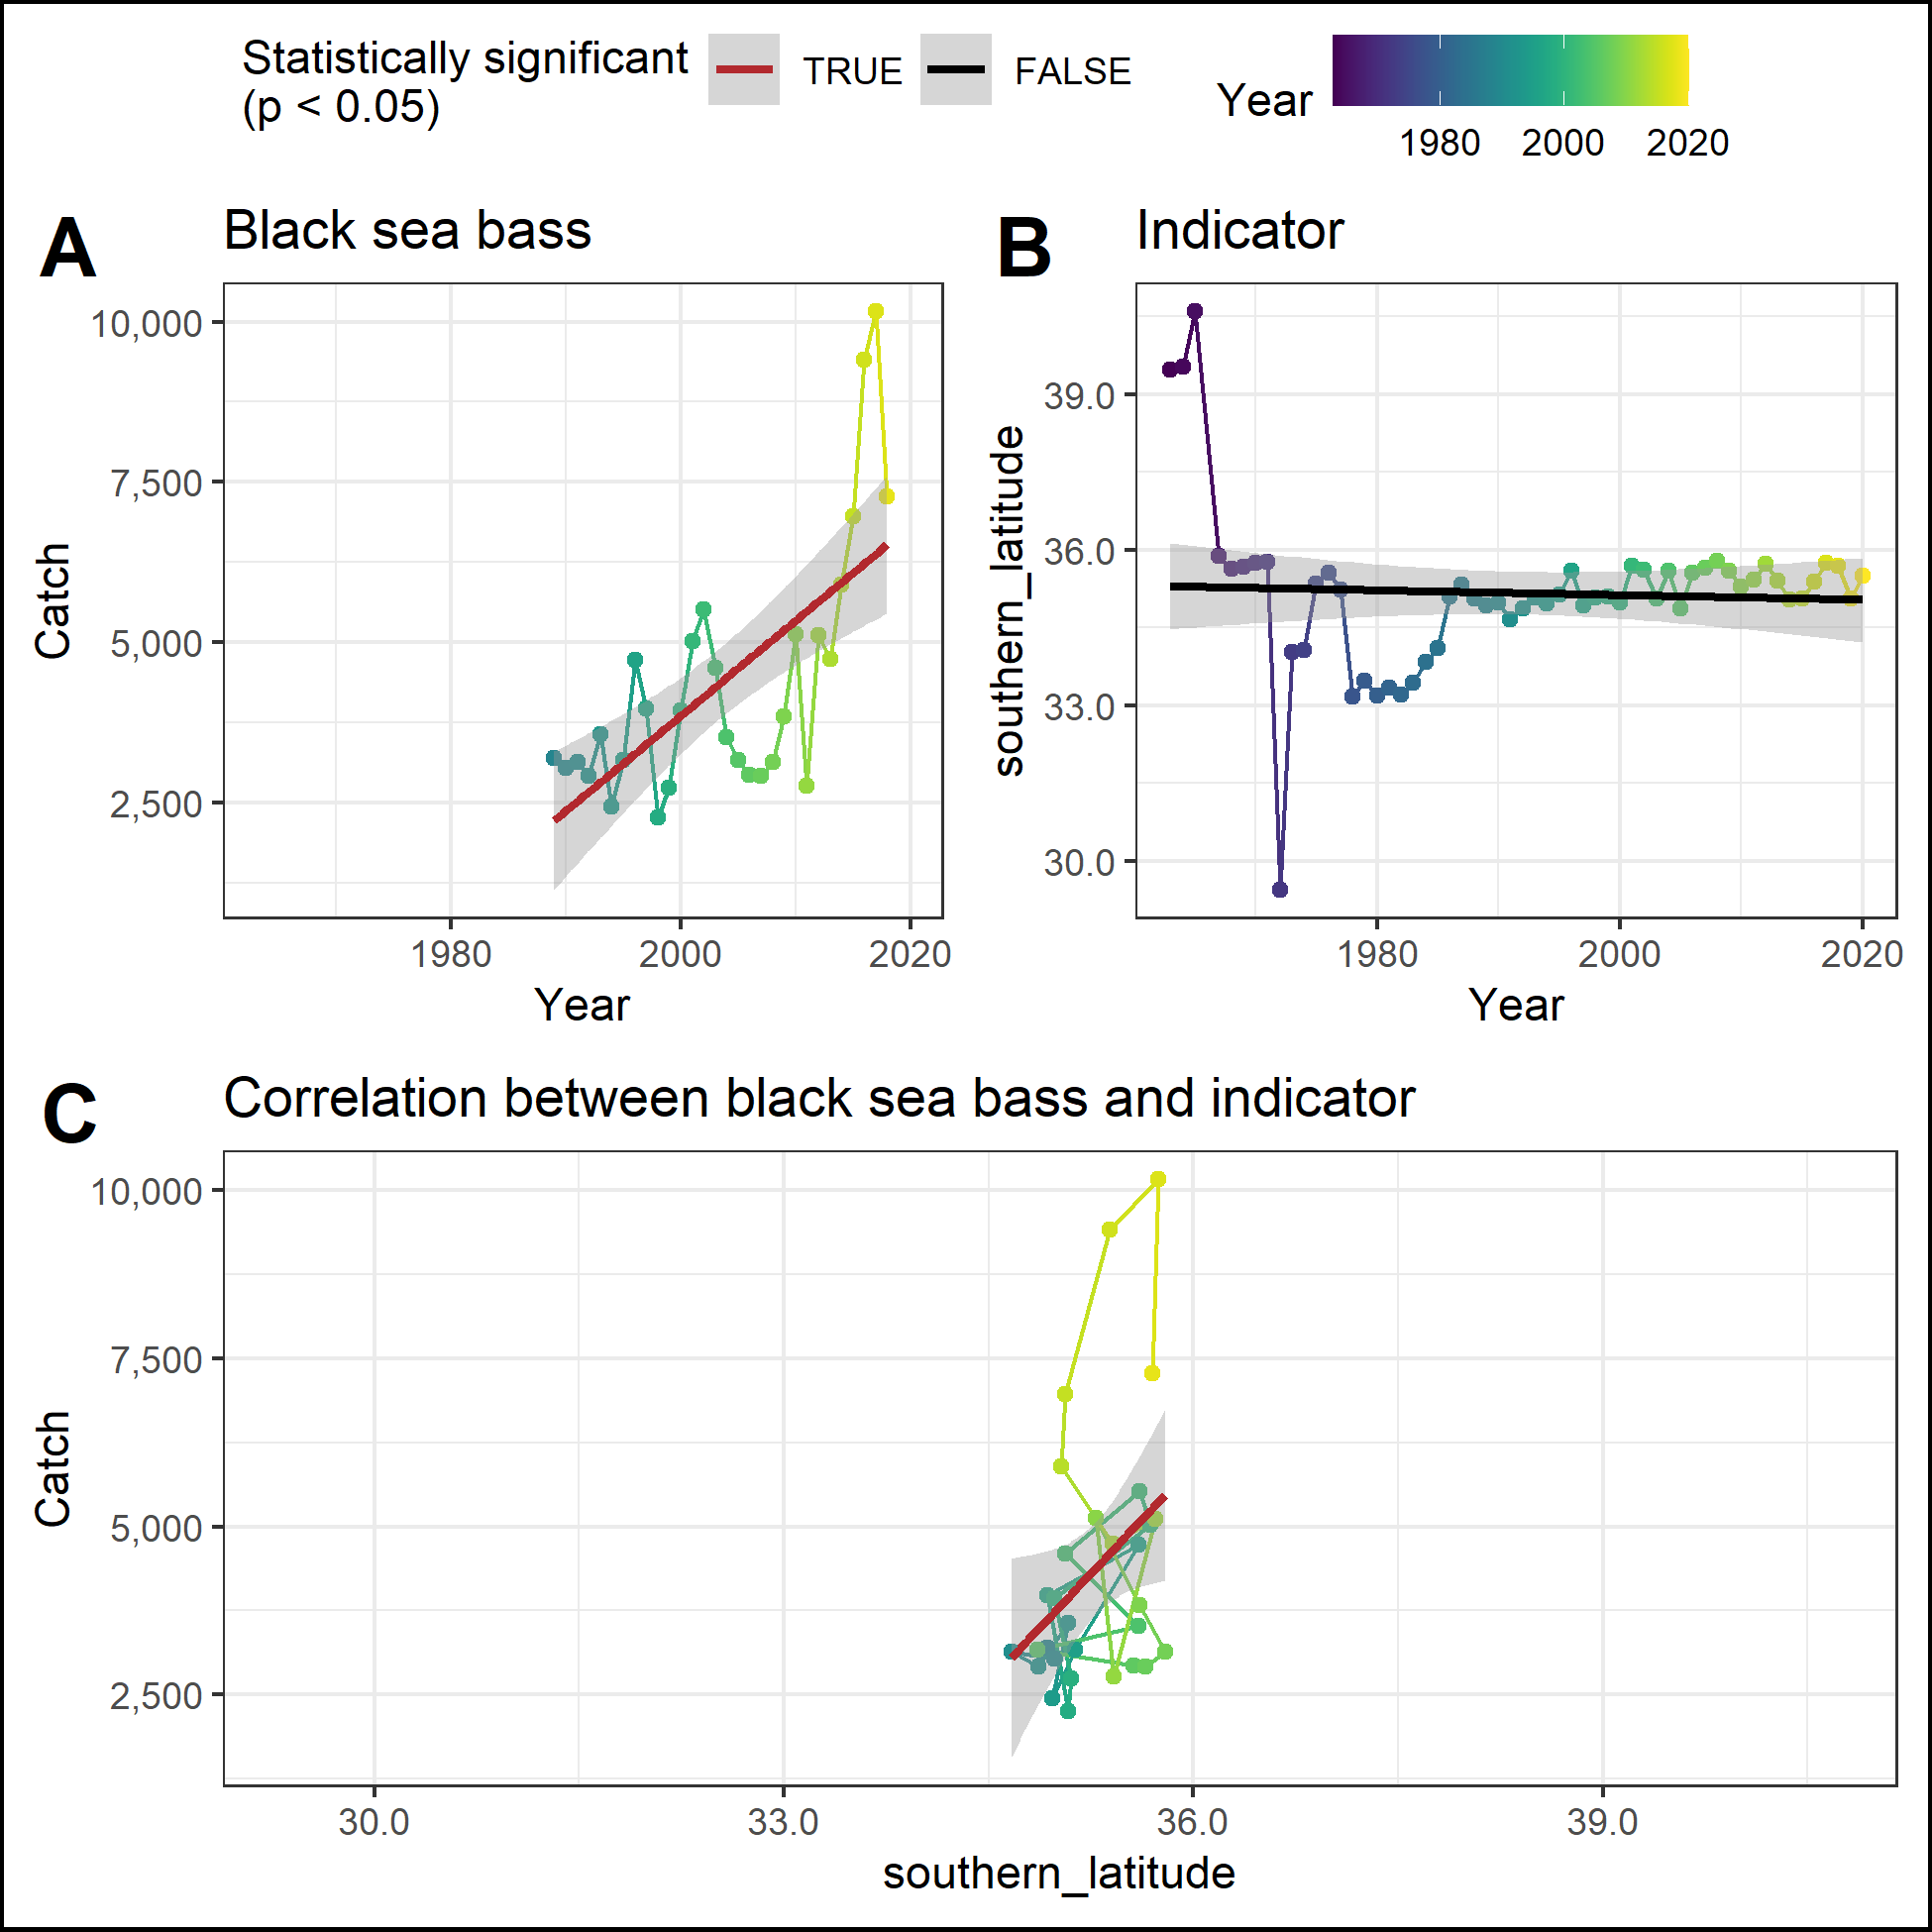 Statistically significant
(p < 0.05)
TRUE
FALSE
Year
1980
2000
2020
A
Black sea bass
10,000
7,500
5,000
2,500
Catch
1980
2000
2020
Year
B
Indicator
39.0
36.0
33.0
30.0
southern_latitude
1980
2000
2020
Year
C
Correlation between black sea bass and indicator
10,000
7,500
5,000
2,500
Catch
30.0
33.0
36.0
39.0
southern_latitude